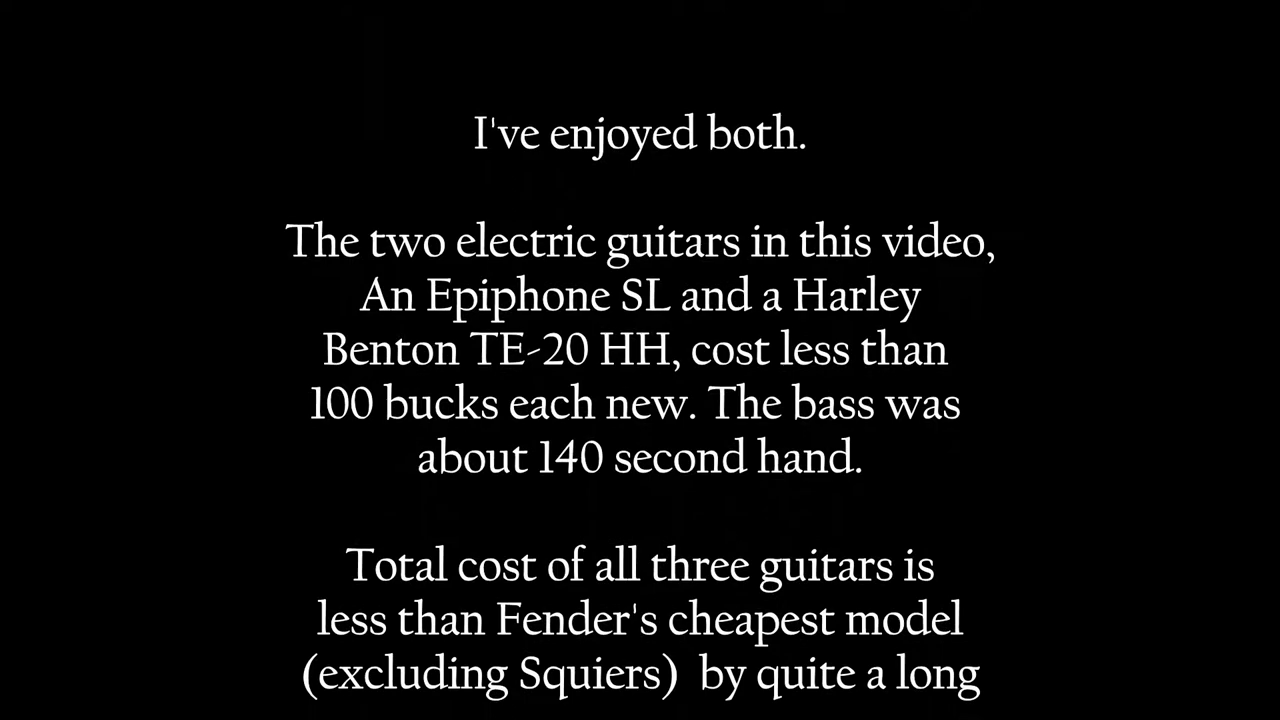 I've enjoyed both.
The two electric guitars in this video,
An Epiphone SL and a Harley
Benton TE-20 HH, cost less than
100 bucks each new. The bass was
about 140 second hand.
Total cost of all three guitars is
less than Fender's cheapest model
(excluding Squiers)  by quite a long